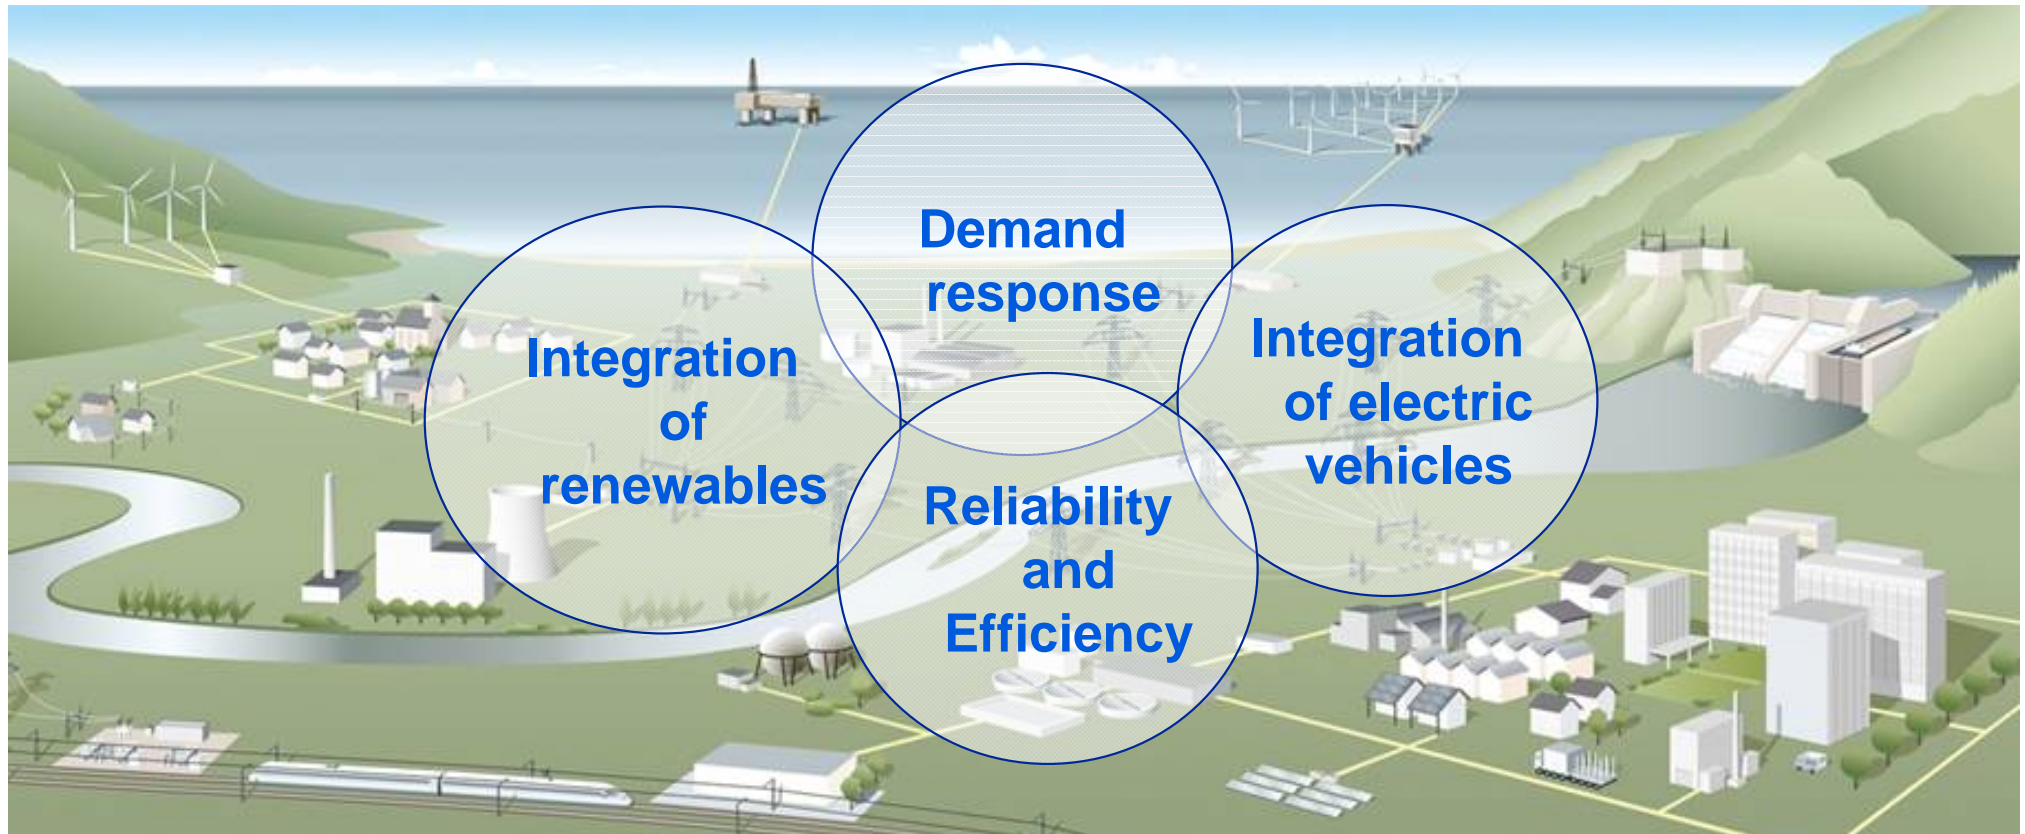 Demand
response
Integration
of
renewables
Integration
of electric
vehicles
Reliability
and
Efficiency